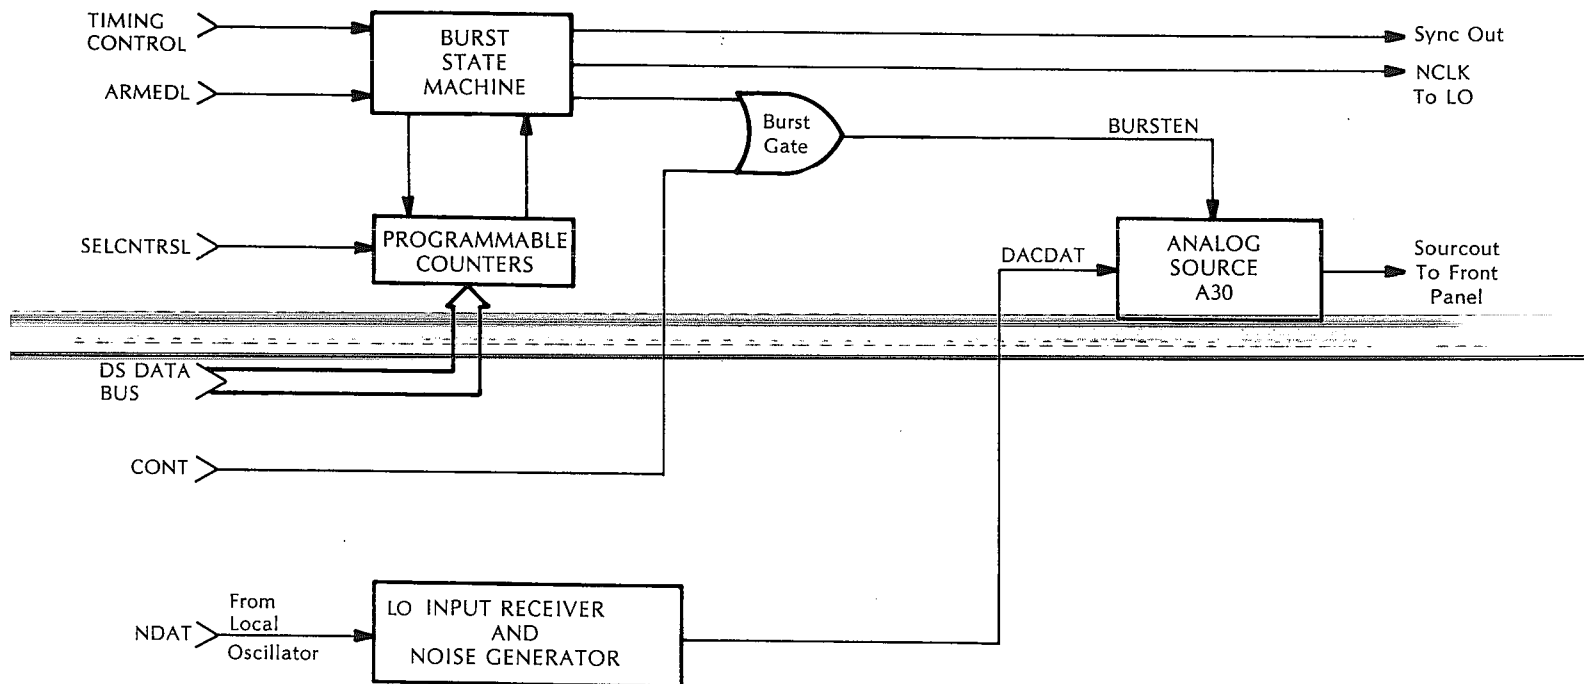 TIMING
CONTROL
BURST
STATE
MACHINE
Sync Out
NCLK
To LO
ARMEDL
Burst
Gate
BURSTEN
SELCNTRSL
PROGRAMMABLE
COUNTERS
DACDAT
ANALOG
SOURCE
A30
Sourcout
To Front
Panel
DS DATA
BUS
CONT
NDAT
From
Local
Oscillator
LO INPUT RECEIVER
AND
NOISE GENERATOR